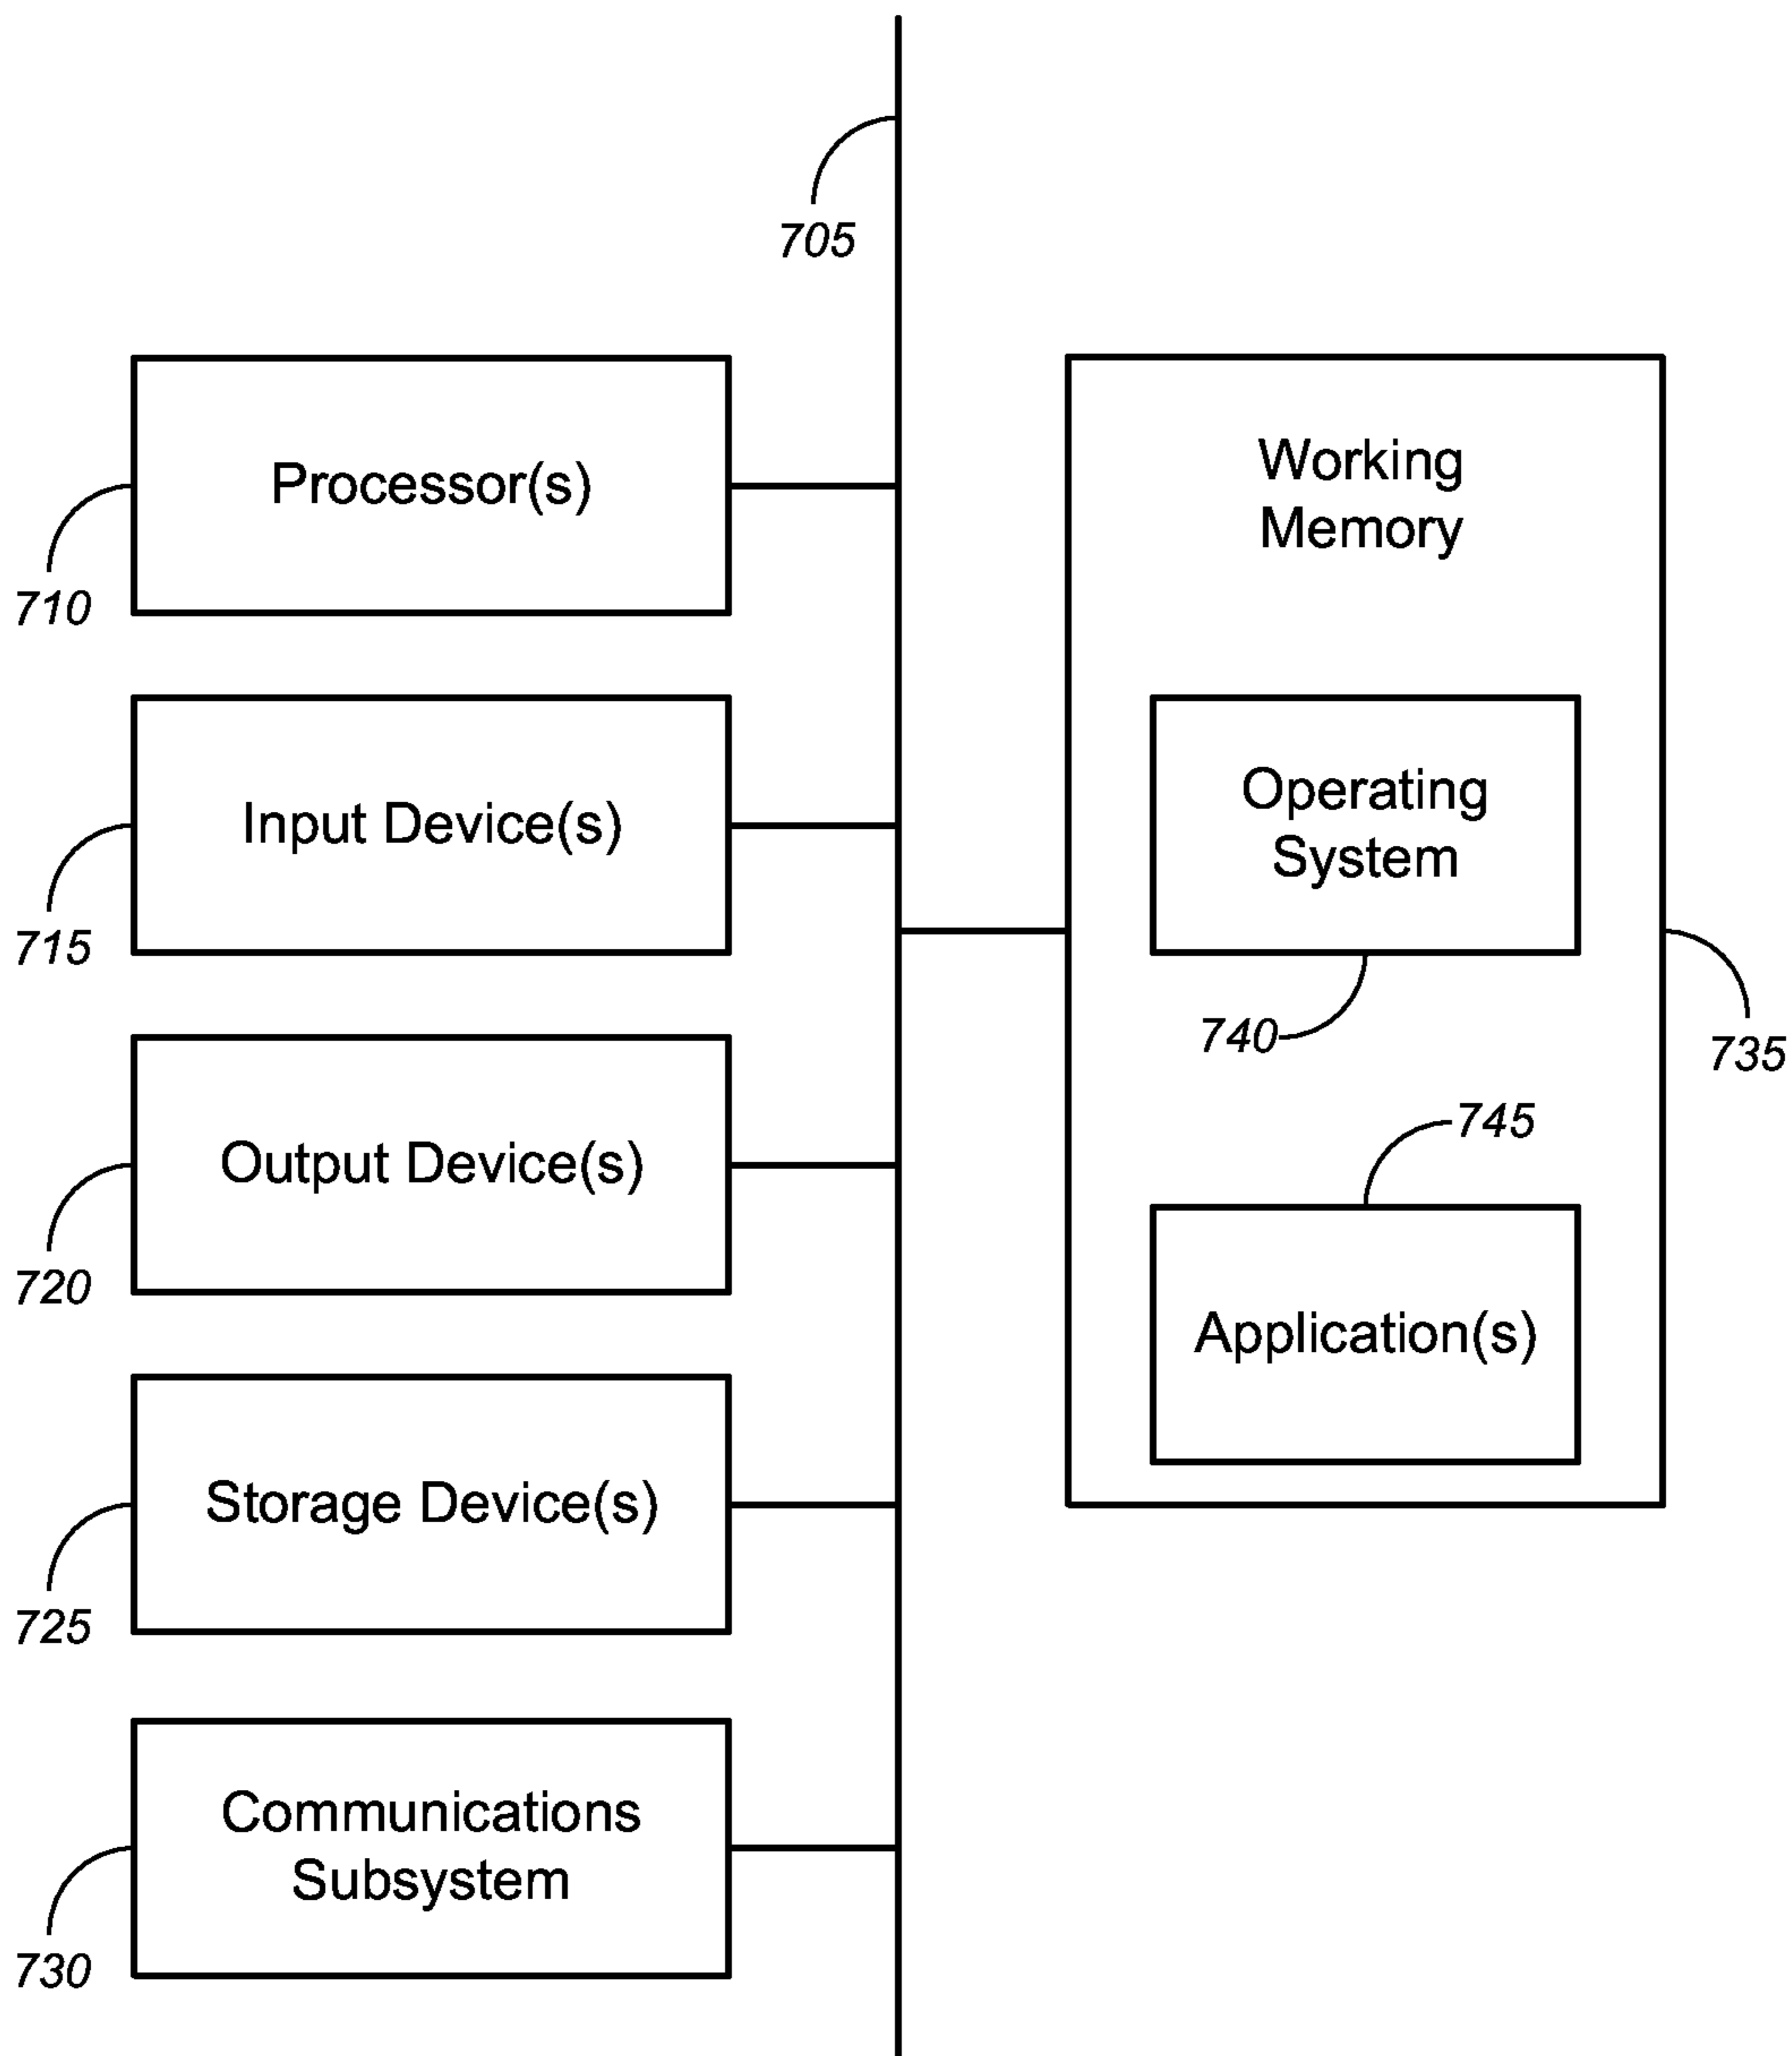 705
Processor(s)
710
Input Device(s)
715
Output Device(s)
720
Storage Device(s)
725
Communications
Subsystem
730
Working
Memory
Operating
System
740
735
745
Application(s)